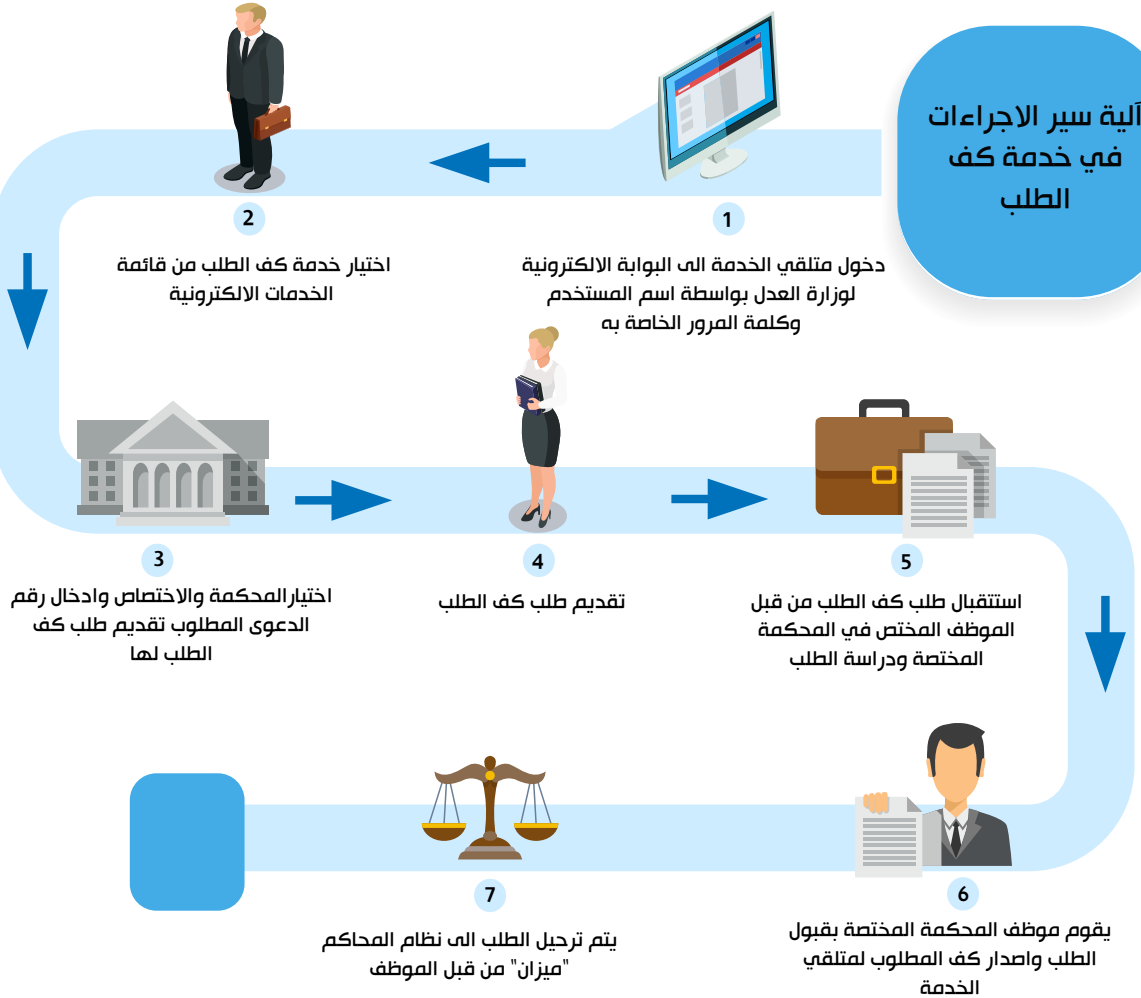 آلية سير الاجراءات
في خدمة كف
الطلب
1
دخول متلقي الخدمة الى البوابة الالكترونية
لوزارة العدل بواسطة اسم المستخدم
وكلمة المرور الخاصة به
2
اختيار خدمة كف الطلب من قائمة
الخدمات الالكترونية
3
اختيارالمحكمة والاختصاص وادخال رقم
الدعوى المطلوب تقديم طلب كف
الطلب لها
4
تقديم طلب كف الطلب
5
استتقبال طلب كف الطلب من قبل
الموظف المختص في المحكمة
المختصة ودراسة الطلب
6
يقوم موظف المحكمة المختصة بقبول
الطلب واصدار كف المطلوب لمتلقي
الخدمة
7
يتم ترحيل الطلب الى نظام المحاكم
"ميزان" من قبل الموظف